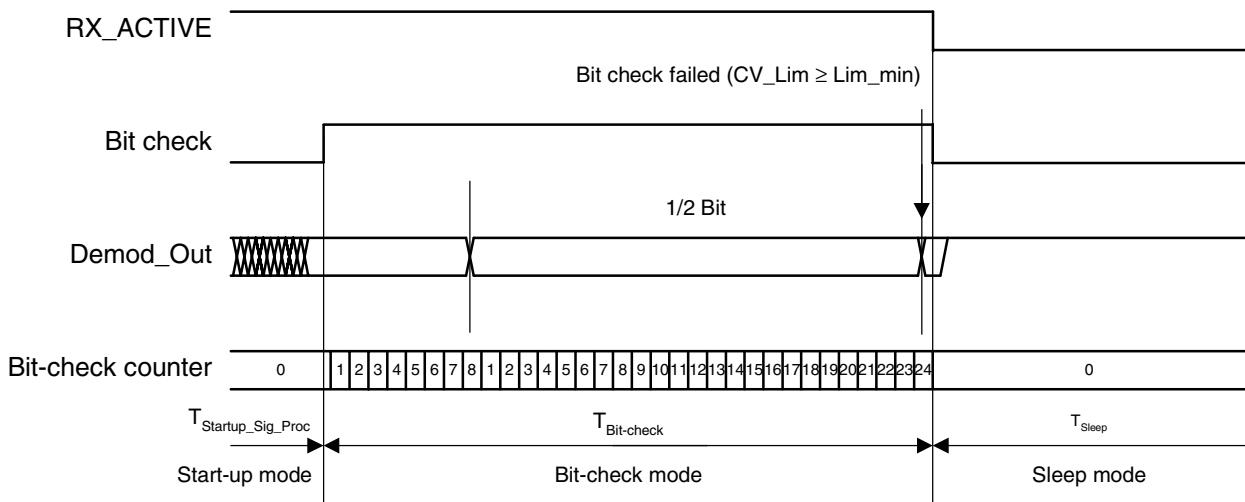 RX_ACTIVE
Bit check failed (CV_Lim ≥ Lim_min)
Bit check
1/2 Bit
Demod_Out
Bit-check counter 0 1 2 3 4 5 6 7 8 1 2 3 4 5 6 7 8 9 10 11 12 13 14 15 16 17 18 19 20 21 22 23 24 0
TStartup_Sig_Proc TBit-check TSleep
Start-up mode Bit-check mode Sleep mode